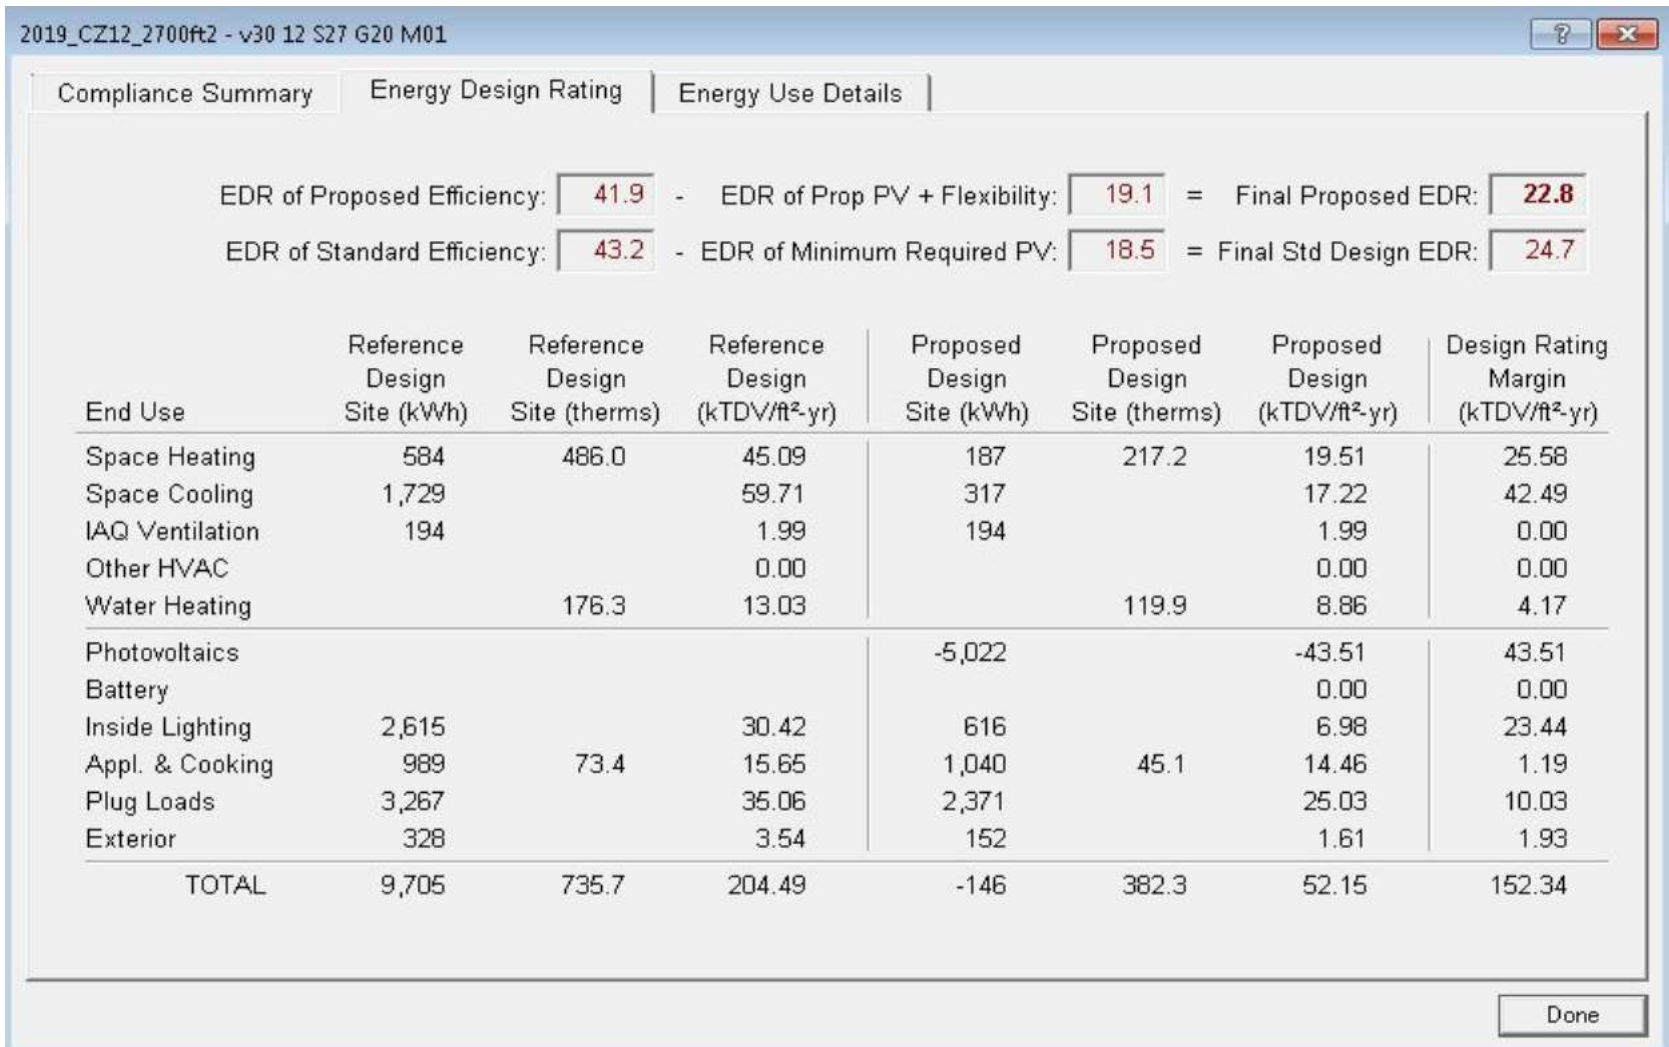 2019_CZ12_2700ft2 - v30 12 S27 G20 M01
?
Compliance Summary Energy Design Rating Energy Use Details
EDR of Proposed Efficiency: 41.9 - EDR of Prop PV + Flexibility: 19.1 = Final Proposed EDR: 22.8
EDR of Standard Efficiency: 43.2 - EDR of Minimum Required PV: 18.5 = Final Std Design EDR: 24.7
Reference Reference Reference Proposed Proposed Proposed Design Rating
Design Design Design Design Design Design Margin
End Use Site (kWh) Site (therms) (kTDV/ft²-yr) Site (kWh) Site (therms) (kTDV/ft²-yr) (kTDV/ft²-yr)
Space Heating 584 486.0 45.09 187 217.2 19.51 25.58
Space Cooling 1,729 59.71 317 17.22 42.49
IAQ Ventilation 194 1.99 194 1.99 0.00
Other HVAC 0.00 0.00 0.00
Water Heating 176.3 13.03 119.9 8.86 4.17
Photovoltaics -5,022 -43.51 43.51
Battery 0.00 0.00
Inside Lighting 2,615 30.42 616 6.98 23.44
Appl. & Cooking 989 73.4 15.65 1,040 45.1 14.46 1.19
Plug Loads 3,267 35.06 2,371 25.03 10.03
Exterior 328 3.54 152 1.61 1.93
TOTAL 9,705 735.7 204.49 -146 382.3 52.15 152.34
Done